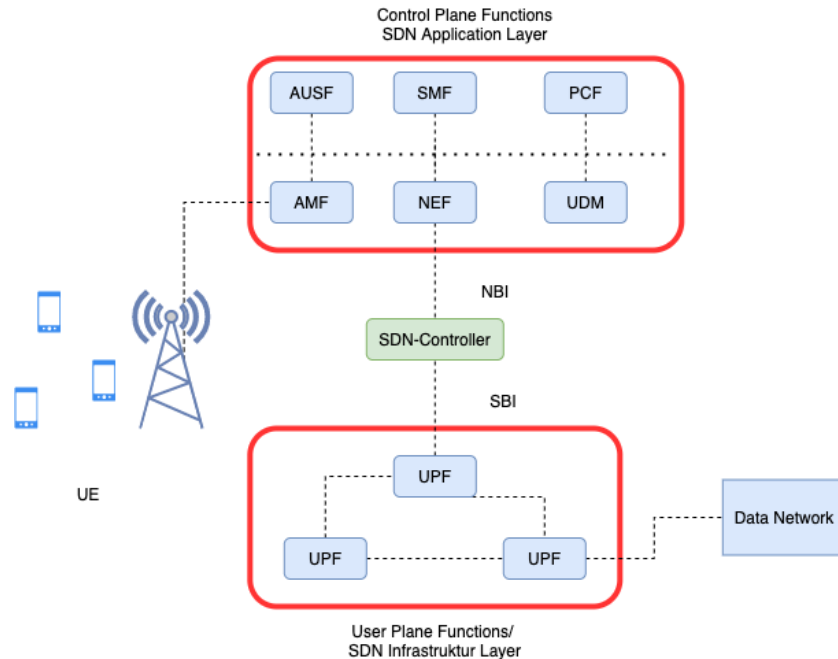 Control Plane Functions
SDN Application Layer
AUSF
SMF
PCF
AMF
NEF
UDM
NBI
SDN-Controller
SBI
UE
UPF
UPF
UPF
Data Network
User Plane Functions/
SDN Infrastruktur Layer